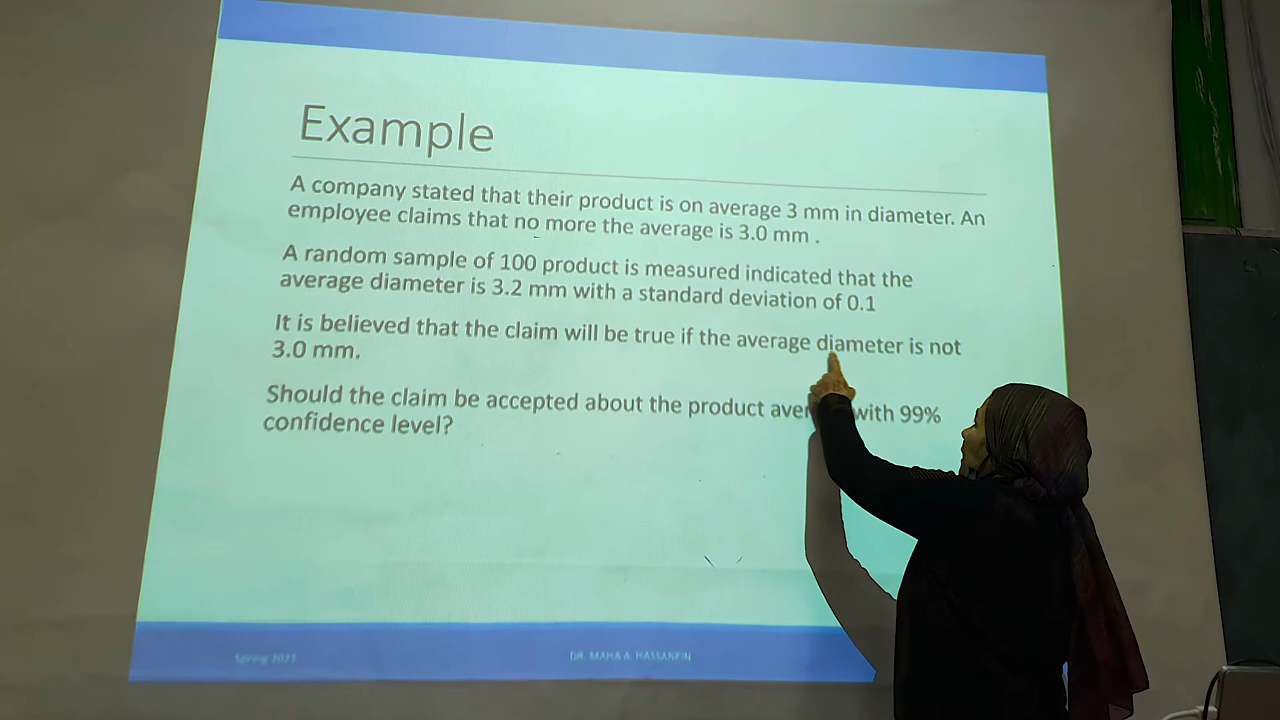 Example
A company stated that their product is on average 3 mm in diameter. An
employee claims that no more the average is 3.0 mm .
A random sample of 100 product is measured indicated that the
average diameter is 3.2 mm with a standard deviation of 0.1
It is believed that the claim will be true if the average diameter is not
3.0 mm.
Should the claim be accepted about the product with 99%
confidence level?
Spring 2021
DR. MAHA A. HASSANEIN